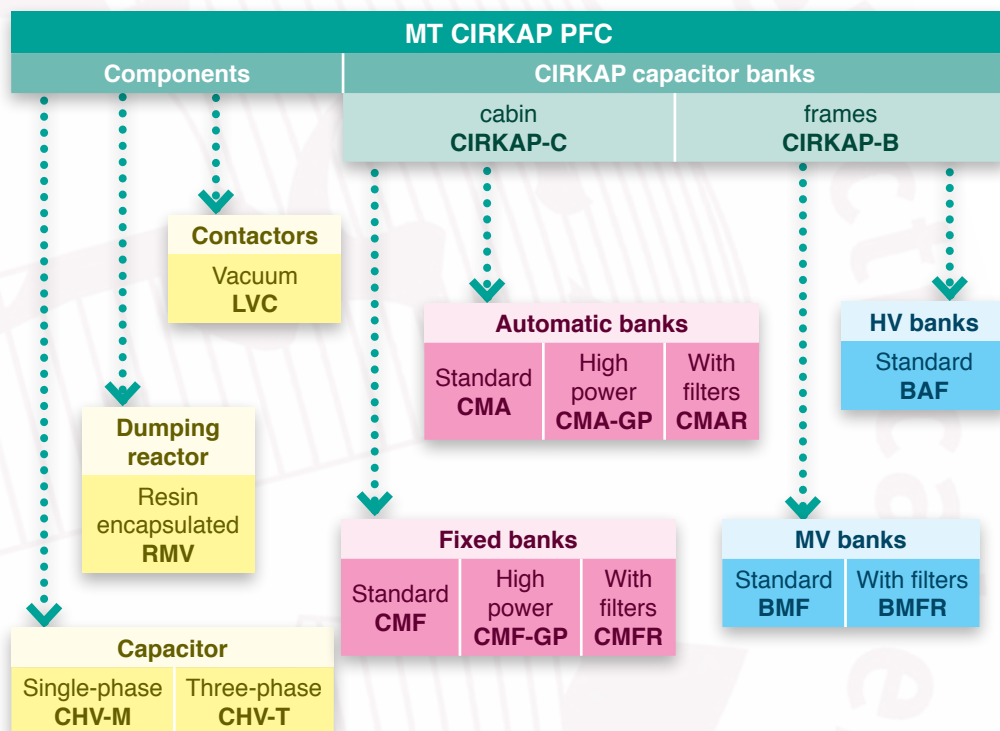 MT CIRKAP PFC
Components
CIRKAP capacitor banks
cabin
CIRKAP-C
frames
CIRKAP-B
Contactors
Vacuum
LVC
Automatic banks
Standard
CMA
High
power
CMA-GP
With
filters
CMAR
HV banks
Standard
BAF
Dumping
reactor
Resin
encapsulated
RMV
Fixed banks
Standard
CMF
High
power
CMF-GP
With
filters
CMFR
MV banks
Standard
BMF
With filters
BMFR
Capacitor
Single-phase
CHV-M
Three-phase
CHV-T